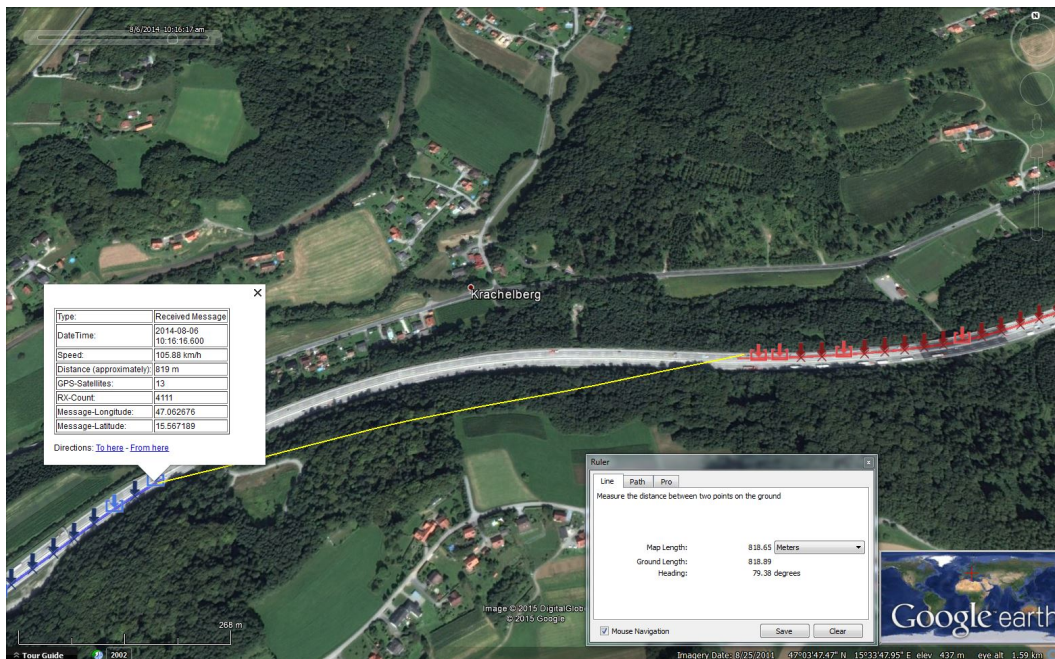 8/6/2014 10:16:17 am
N
Krachelberg
Type: Received Message
DateTime: 2014-08-06
10:16:16.600
Speed: 105.88 km/h
Distance (approximately): 819 m
GPS-Satellites: 13
RX-Count: 4111
Message-Longitude: 47.062676
Message-Latitude: 15.567189
Directions: To here - From here
Ruler
Line Path Pro
Measure the distance between two points on the ground
Map Length: 818.65 Meters
Ground Length: 818.89
Heading: 79.38 degrees
Mouse Navigation Save Clear
Image © 2015 DigitalGlob
© 2015 Google
268 m
Google earth
Tour Guide 2002
Imagery Date: 8/25/2011 47°03'47.47" N 15°33'47.95" E elev 437 m eye alt 1.59 km